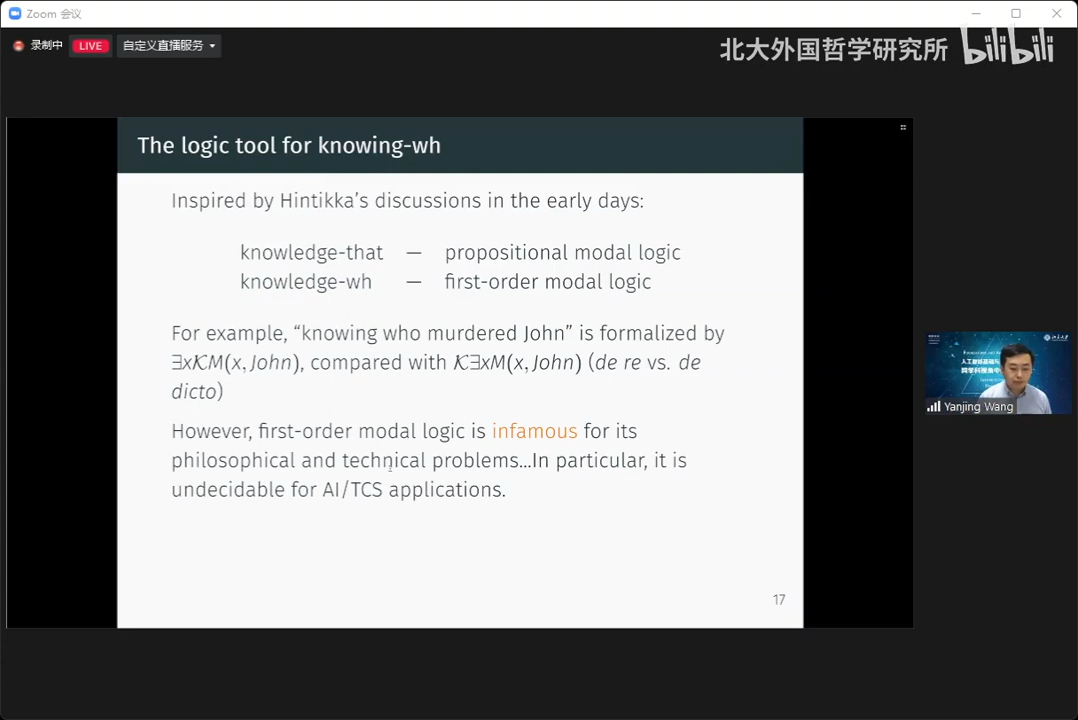 Zoom 会议
录制中 LIVE 自定义直播服务
北大外国哲学研究所 bilibili
The logic tool for knowing-wh
Inspired by Hintikka's discussions in the early days:
knowledge-that — propositional modal logic
knowledge-wh — first-order modal logic
For example, “knowing who murdered John” is formalized by
∃x𝒦M(x, John), compared with 𝒦∃xM(x, John) (de re vs. de
dicto)
However, first-order modal logic is infamous for its
philosophical and technical problems...In particular, it is
undecidable for AI/TCS applications.
17
Yanjing Wang